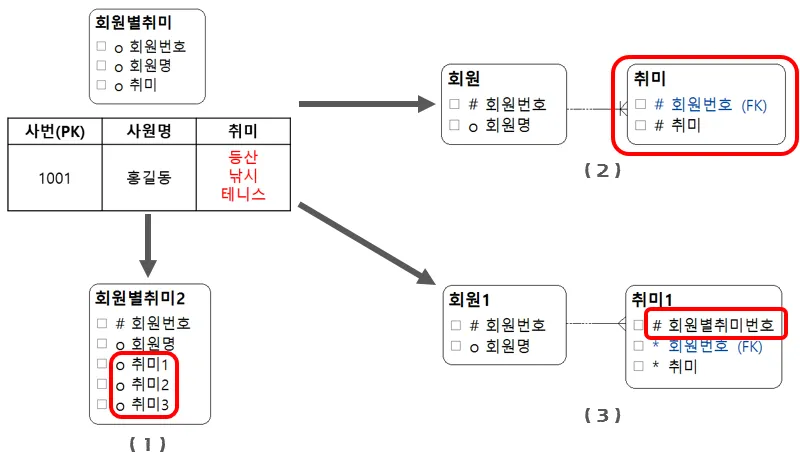 회원별취미
o 회원번호
o 회원명
o 취미
사번(PK) 사원명 취미
1001 홍길동 등산
낚시
테니스
회원
# 회원번호
o 회원명
취미
# 회원번호 (FK)
# 취미
(2)
회원별취미2
# 회원번호
o 회원명
o 취미1
o 취미2
o 취미3
(1)
회원1
# 회원번호
o 회원명
취미1
# 회원별취미번호
* 회원번호 (FK)
* 취미
(3)